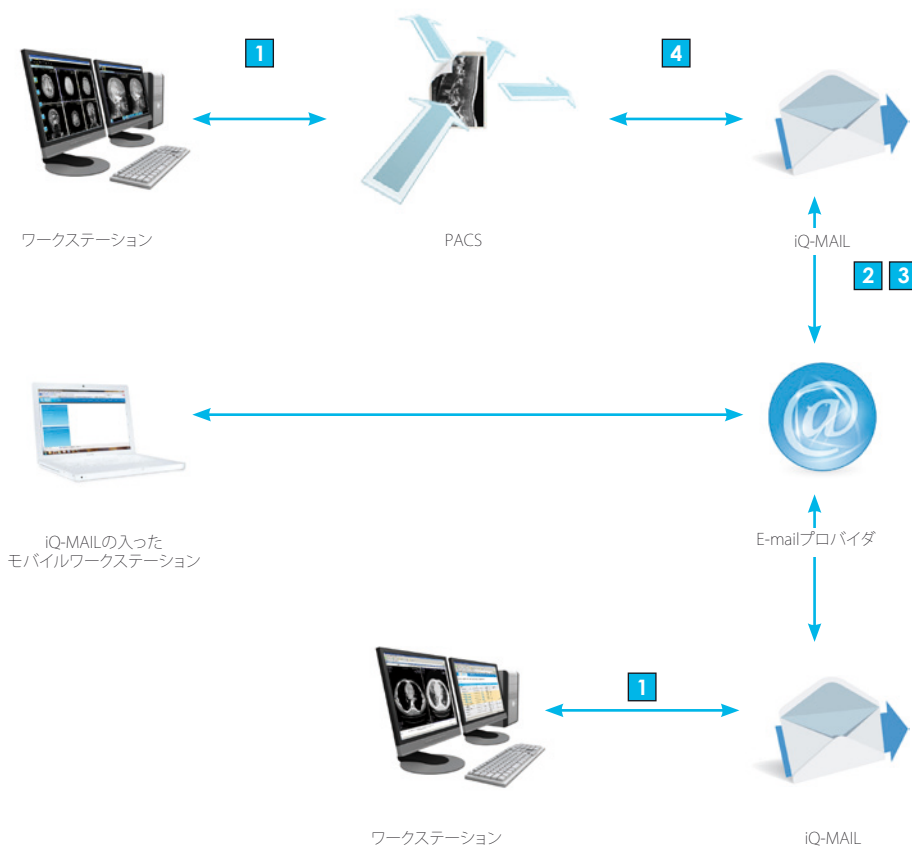 1
4
ワークステーション
PACS
iQ-MAIL
2 3
iQ-MAILの入った
モバイルワークステーション
E-mailプロバイダ
1
ワークステーション
iQ-MAIL